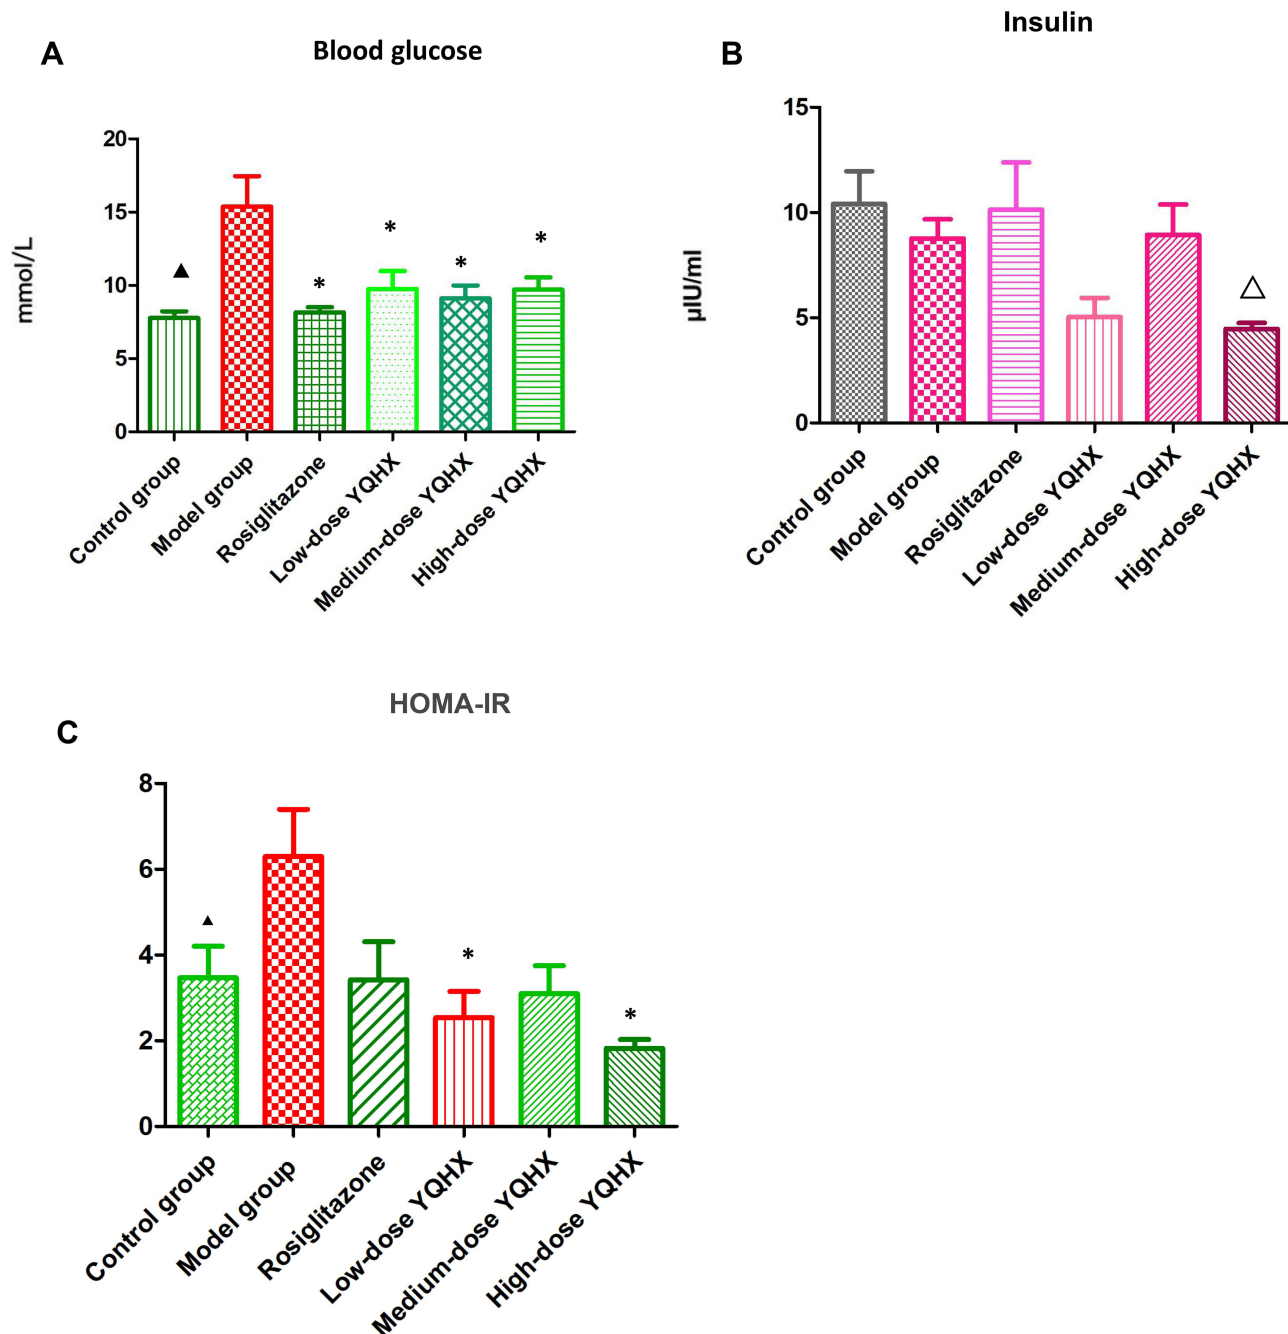 A
Blood glucose
mmol/L
20
15
10
5
0
▲
*
*
*
*
Control group
Model group
Rosiglitazone
Low-dose YQHX
Medium-dose YQHX
High-dose YQHX
B
Insulin
µIU/ml
15
10
5
0
△
Control group
Model group
Rosiglitazone
Low-dose YQHX
Medium-dose YQHX
High-dose YQHX
C
HOMA-IR
8
6
4
2
0
▲
*
*
Control group
Model group
Rosiglitazone
Low-dose YQHX
Medium-dose YQHX
High-dose YQHX